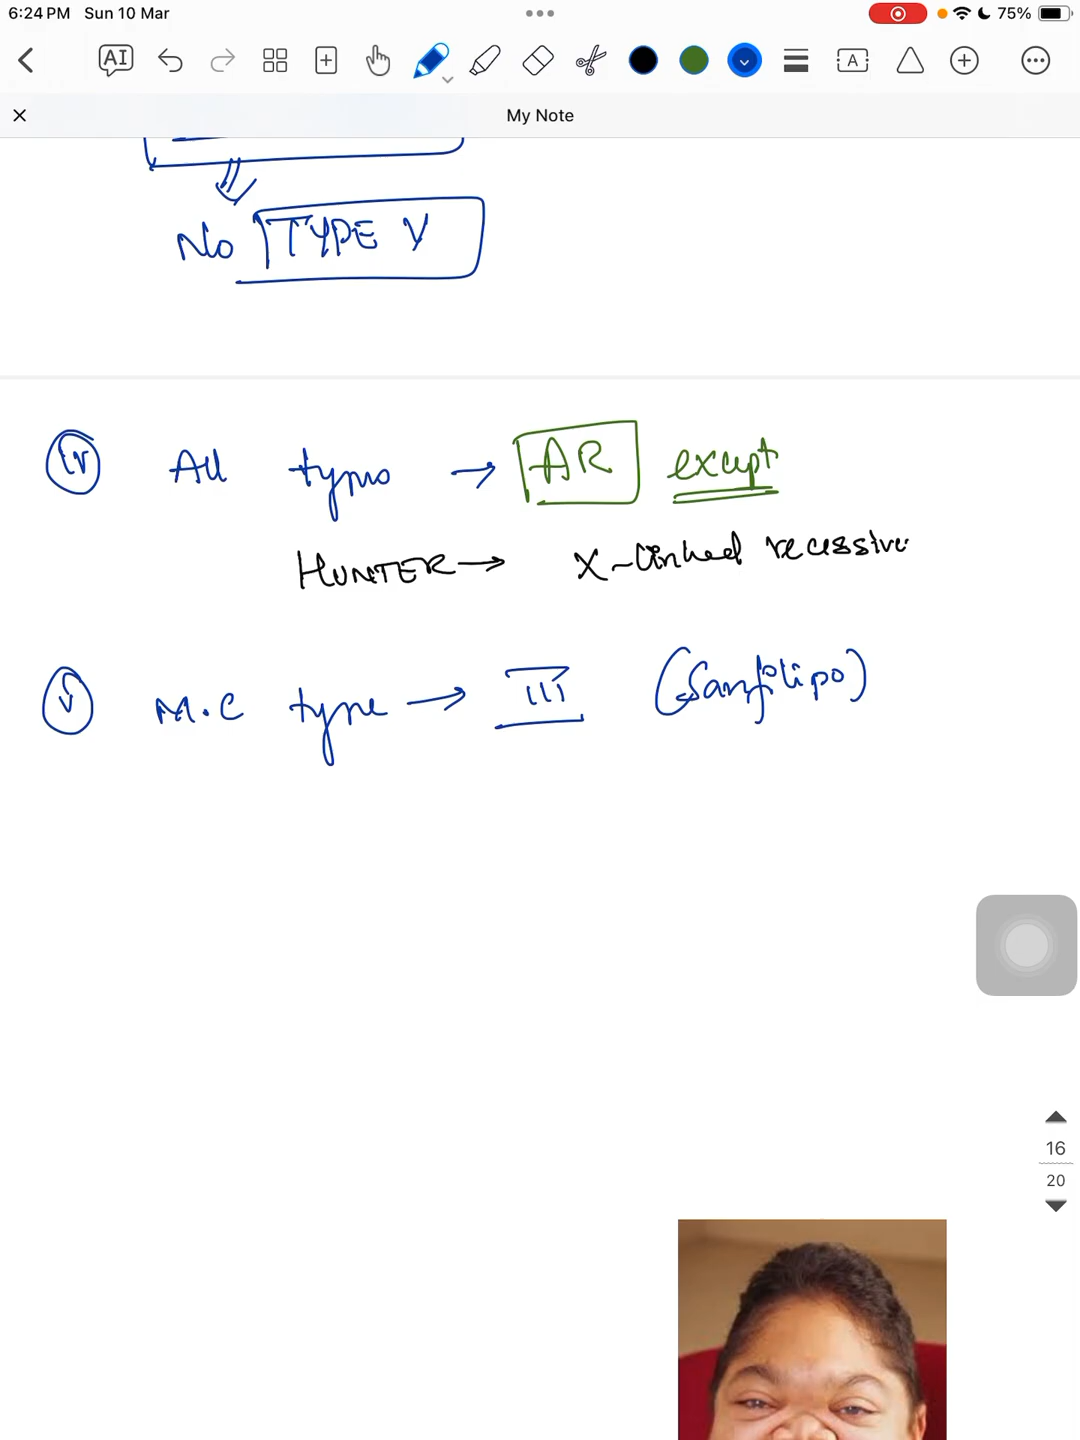 6:24 PM Sun 10 Mar
75%
AI
A
My Note
No TYPE V
(iv) All types → AR except
HUNTER → X-linked recessive
(v) M.C type → III (Sanfolipo)
16
20